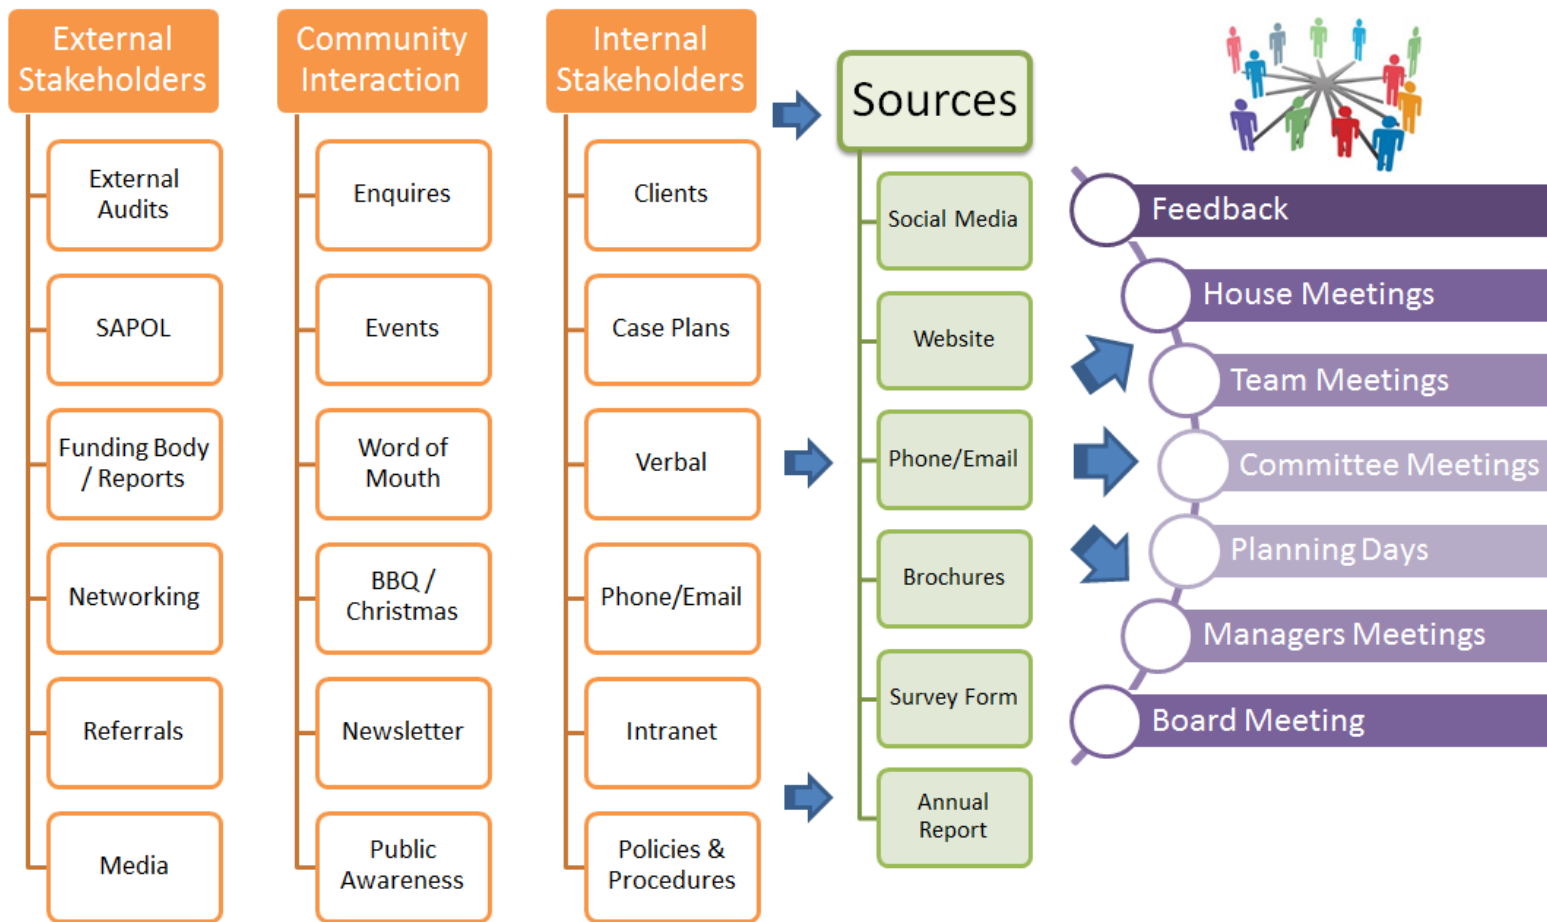 External
Stakeholders
External
Audits
SAPOL
Funding Body
/ Reports
Networking
Referrals
Media
Community
Interaction
Enquires
Events
Word of
Mouth
BBQ /
Christmas
Newsletter
Public
Awareness
Internal
Stakeholders
Clients
Case Plans
Verbal
Phone/Email
Intranet
Policies &
Procedures
Sources
Social Media
Website
Phone/Email
Brochures
Survey Form
Annual
Report
Feedback
House Meetings
Team Meetings
Committee Meetings
Planning Days
Managers Meetings
Board Meeting